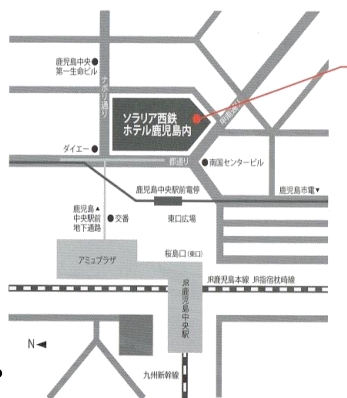 鹿児島中央
第一生命ビル
ナポリ通り
ソラリア西鉄
ホテル鹿児島内
中央通り
ダイエー
都通り
南国センタービル
鹿児島中央駅前電停
鹿児島市電▼
鹿児島▲
中央駅前
地下通路
交番
東口広場
アミュプラザ
桜島口(東口)
JR鹿児島本線 JR指宿枕崎線
JR鹿児島中央駅
N◀
九州新幹線